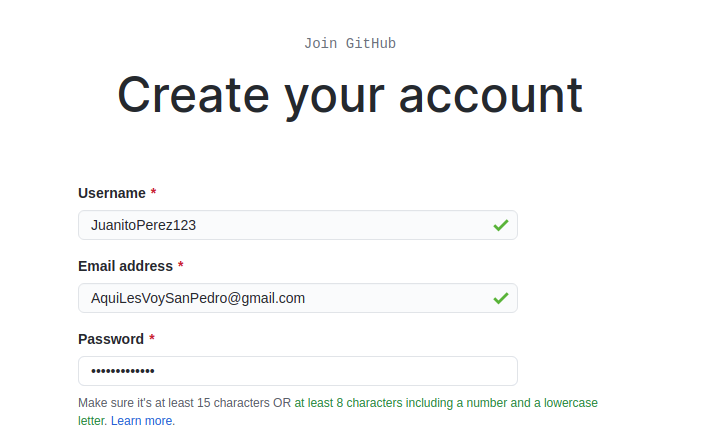 Join GitHub
Create your account
Username *
JuanitoPerez123
Email address *
AquiLesVoySanPedro@gmail.com
Password *
•••••••••••••
Make sure it's at least 15 characters OR at least 8 characters including a number and a lowercase
letter. Learn more.